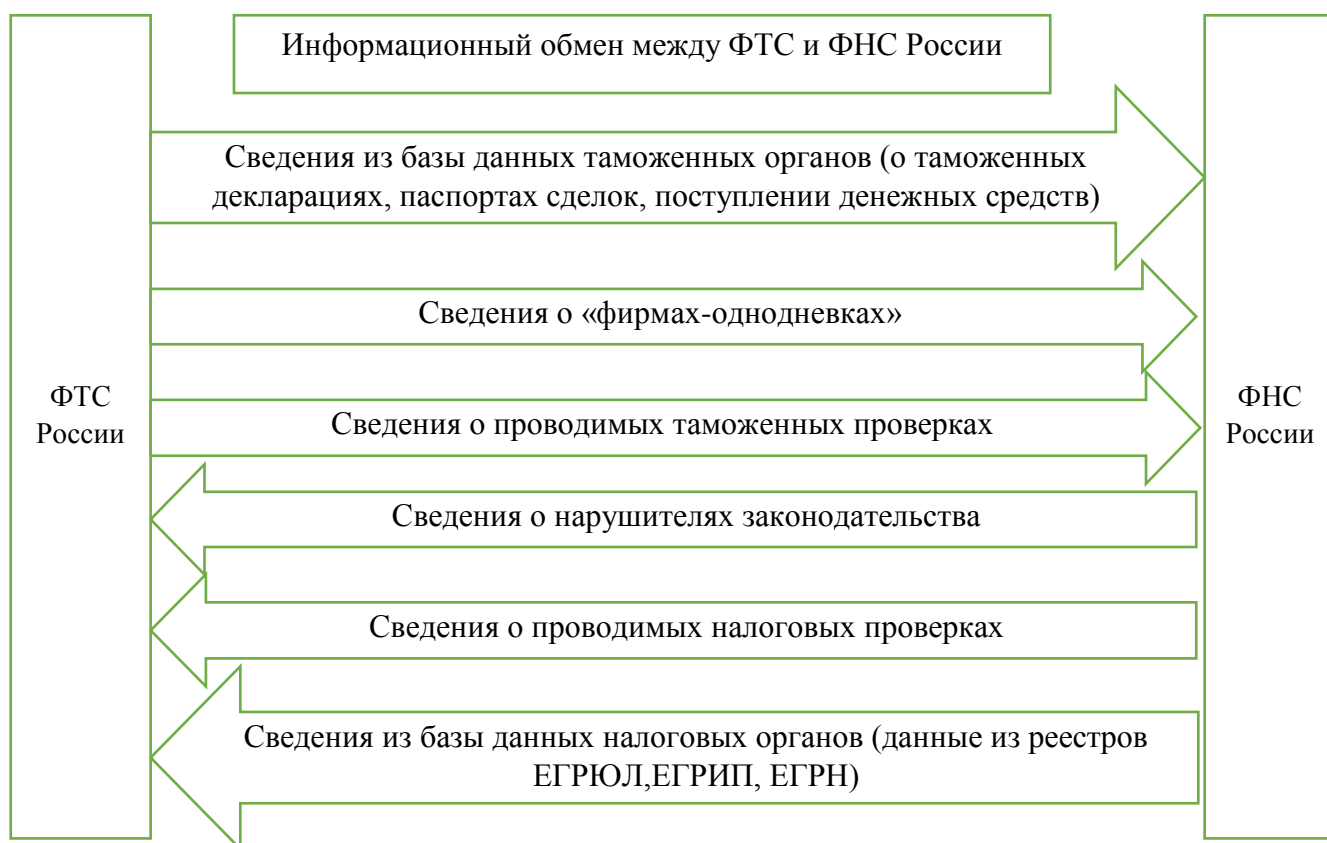 Информационный обмен между ФТС и ФНС России
Сведения из базы данных таможенных органов (о таможенных
декларациях, паспортах сделок, поступлении денежных средств)
Сведения о «фирмах-однодневках»
ФТС
России
Сведения о проводимых таможенных проверках
ФНС
России
Сведения о нарушителях законодательства
Сведения о проводимых налоговых проверках
Сведения из базы данных налоговых органов (данные из реестров
ЕГРЮЛ,ЕГРИП, ЕГРН)